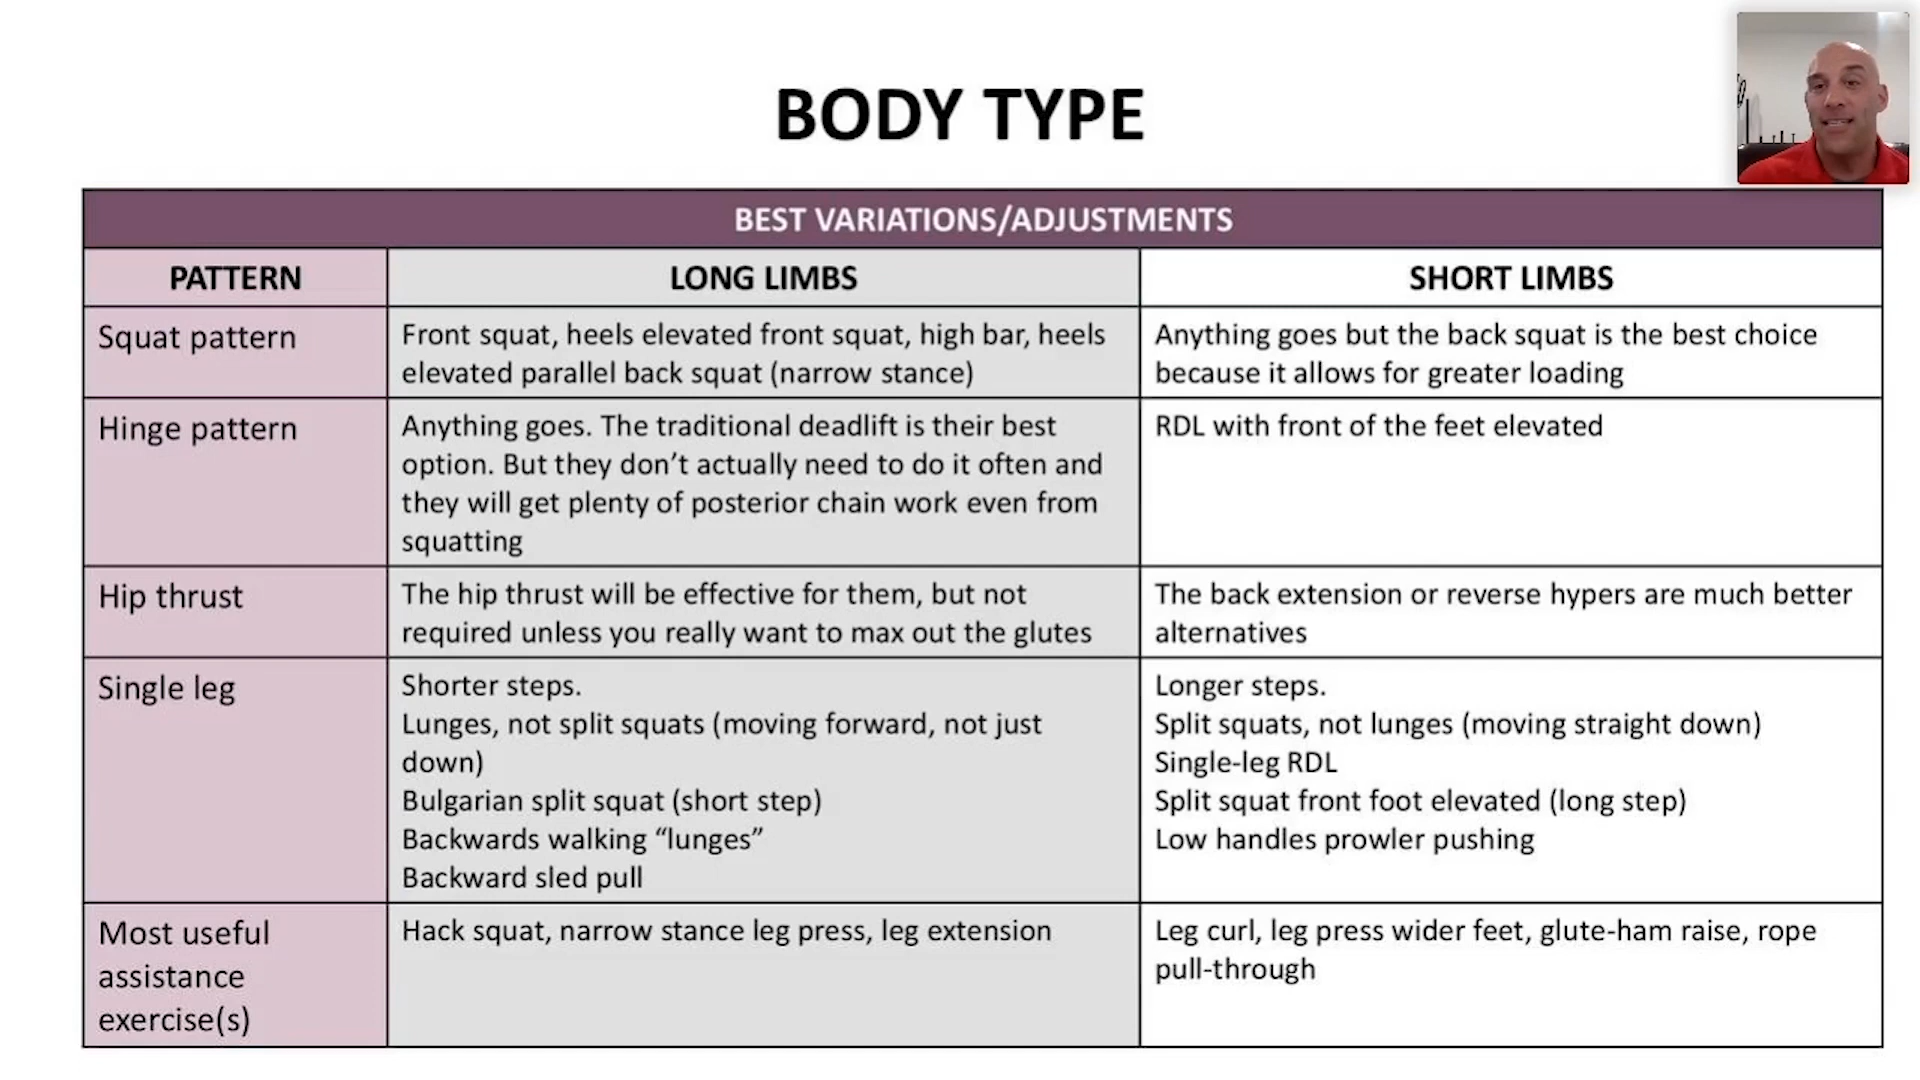 BODY TYPE
BEST VARIATIONS/ADJUSTMENTS
PATTERN
LONG LIMBS
SHORT LIMBS
Squat pattern
Front squat, heels elevated front squat, high bar, heels
elevated parallel back squat (narrow stance)
Anything goes but the back squat is the best choice
because it allows for greater loading
Hinge pattern
Anything goes. The traditional deadlift is their best
option. But they don’t actually need to do it often and
they will get plenty of posterior chain work even from
squatting
RDL with front of the feet elevated
Hip thrust
The hip thrust will be effective for them, but not
required unless you really want to max out the glutes
The back extension or reverse hypers are much better
alternatives
Single leg
Shorter steps.
Lunges, not split squats (moving forward, not just
down)
Bulgarian split squat (short step)
Backwards walking “lunges”
Backward sled pull
Longer steps.
Split squats, not lunges (moving straight down)
Single-leg RDL
Split squat front foot elevated (long step)
Low handles prowler pushing
Most useful
assistance
exercise(s)
Hack squat, narrow stance leg press, leg extension
Leg curl, leg press wider feet, glute-ham raise, rope
pull-through